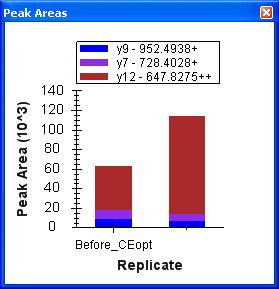 Peak Areas
y9 - 952.4938+
y7 - 728.4028+
y12 - 647.8275++
Peak Area (10^3)
140
120
100
80
60
40
20
0
Before_CEopt
Replicate